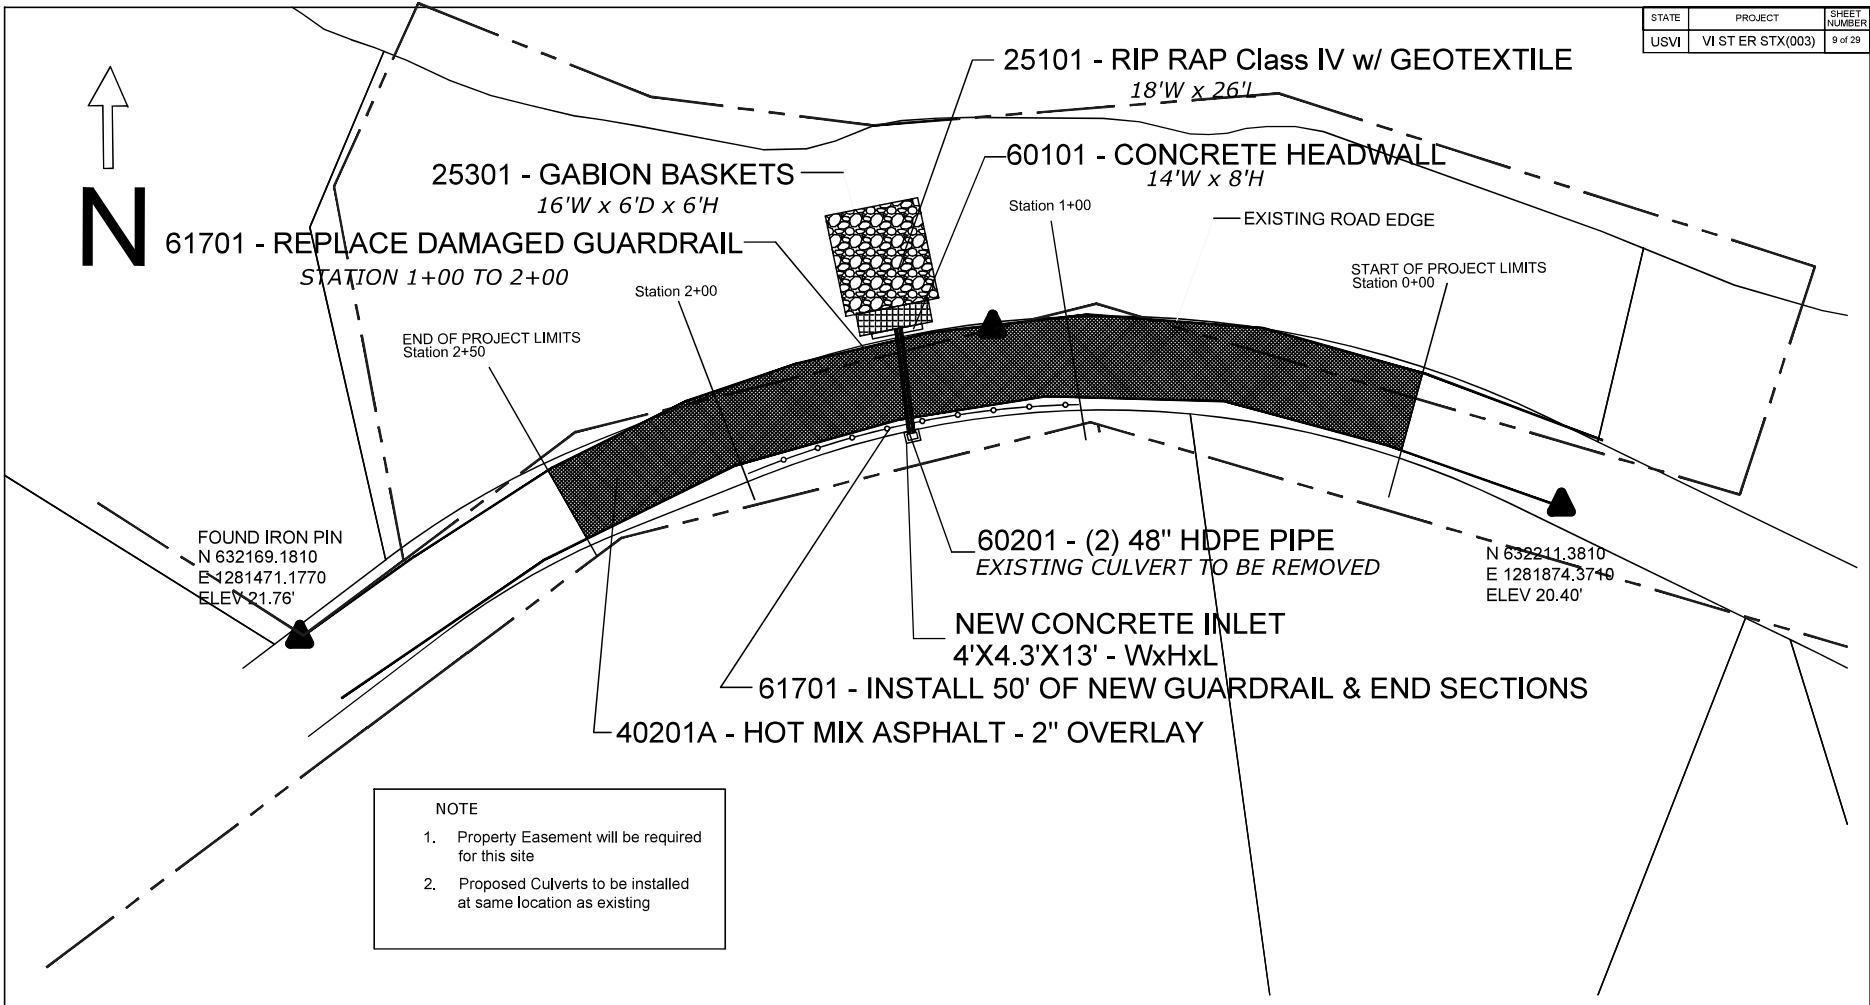 STATE PROJECT SHEET NUMBER
USVI VI ST ER STX(003) 9 of 29
25101 - RIP RAP Class IV w/ GEOTEXTILE
18'W x 26'L
60101 - CONCRETE HEADWALL
14'W x 8'H
25301 - GABION BASKETS
16'W x 6'D x 6'H
N
61701 - REPLACE DAMAGED GUARDRAIL
STATION 1+00 TO 2+00
Station 1+00
EXISTING ROAD EDGE
START OF PROJECT LIMITS
Station 0+00
Station 2+00
END OF PROJECT LIMITS
Station 2+50
FOUND IRON PIN
N 632169.1810
E 1281471.1770
ELEV 21.76'
60201 - (2) 48" HDPE PIPE
EXISTING CULVERT TO BE REMOVED
N 632211.3810
E 1281874.3710
ELEV 20.40'
NEW CONCRETE INLET
4'X4.3'X13' - WxHxL
61701 - INSTALL 50' OF NEW GUARDRAIL & END SECTIONS
40201A - HOT MIX ASPHALT - 2" OVERLAY
NOTE
1. Property Easement will be required
for this site
2. Proposed Culverts to be installed
at same location as existing